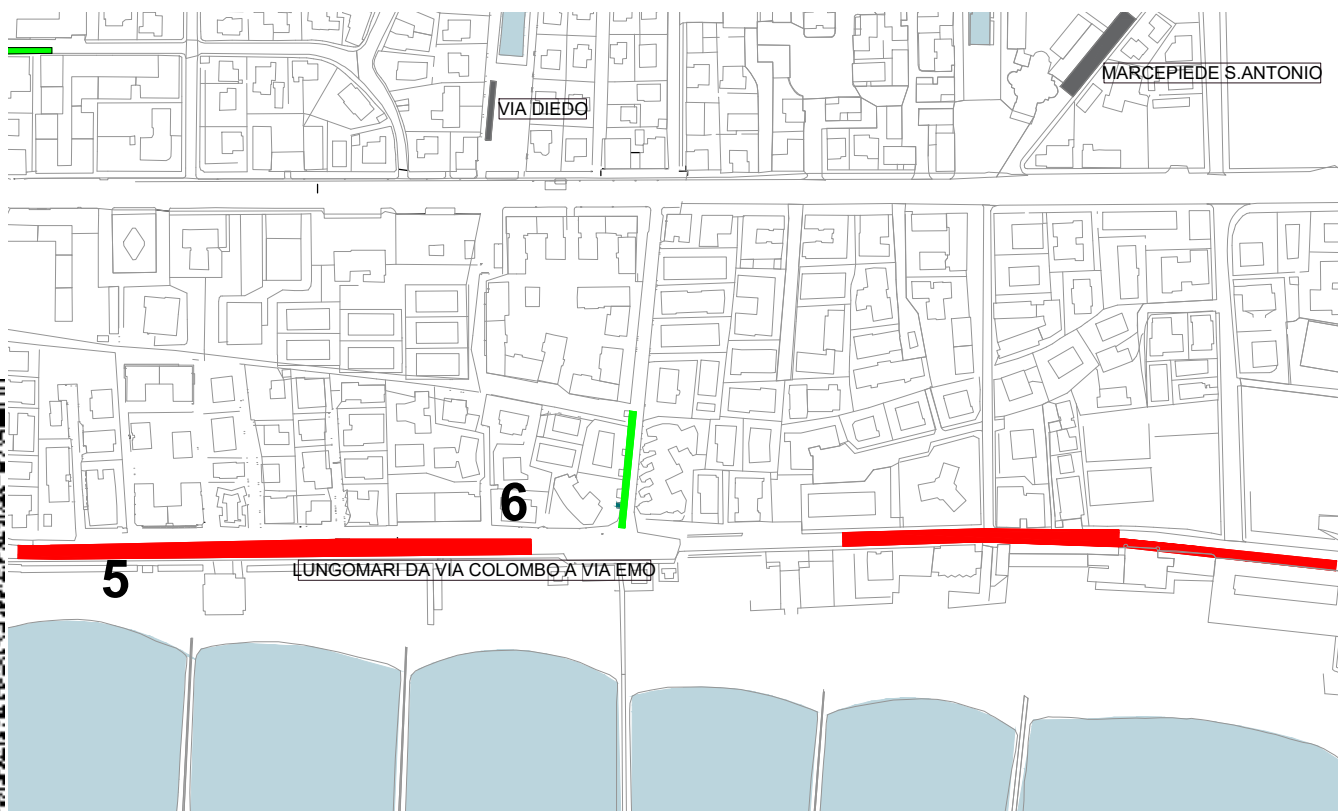 MARCEPIEDE S.ANTONIO
VIA DIEDO
6
5
LUNGOMARI DA VIA COLOMBO A VIA EMO